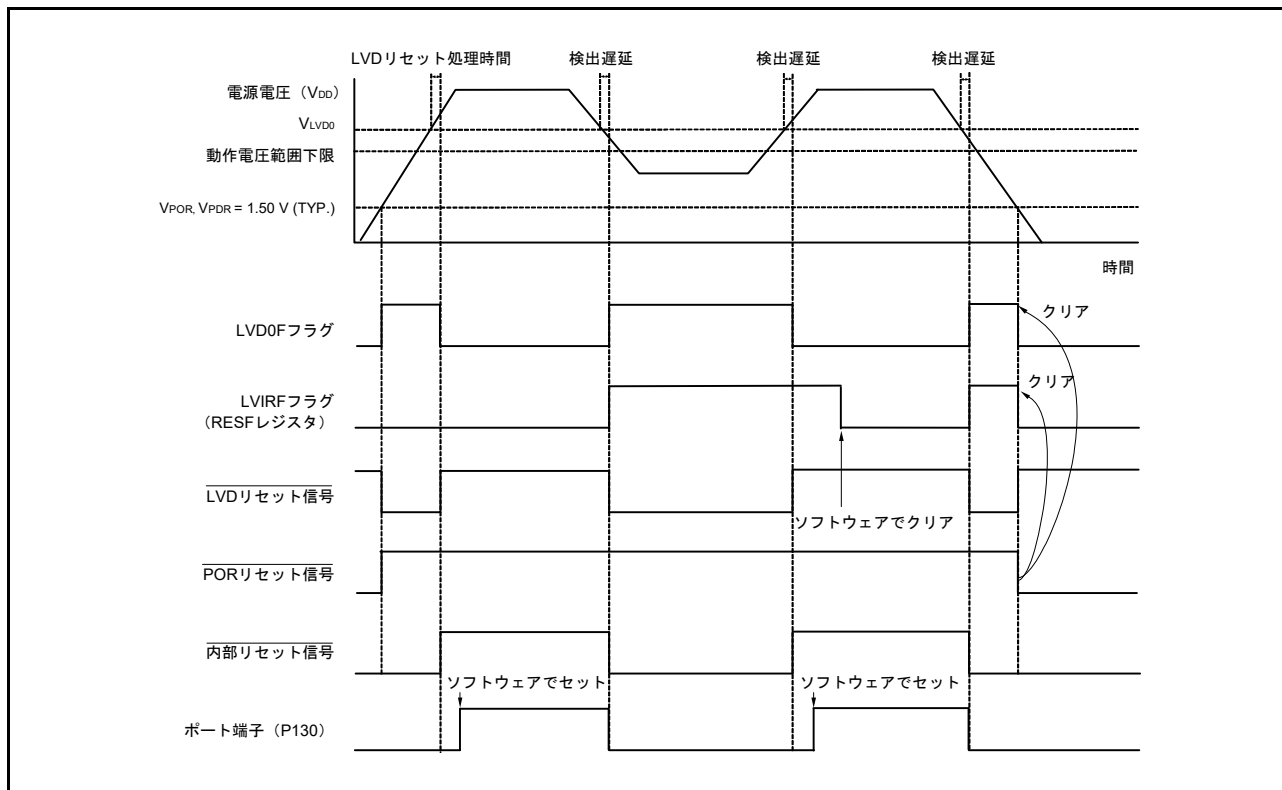 LVDリセット処理時間
検出遅延
検出遅延
検出遅延
電源電圧（VDD）
VLVD0
動作電圧範囲下限
VPOR, VPDR = 1.50 V (TYP.)
時間
クリア
LVD0Fフラグ
クリア
LVIRFフラグ
（RESFレジスタ）
LVDリセット信号
ソフトウェアでクリア
PORリセット信号
内部リセット信号
ソフトウェアでセット
ソフトウェアでセット
ポート端子（P130）